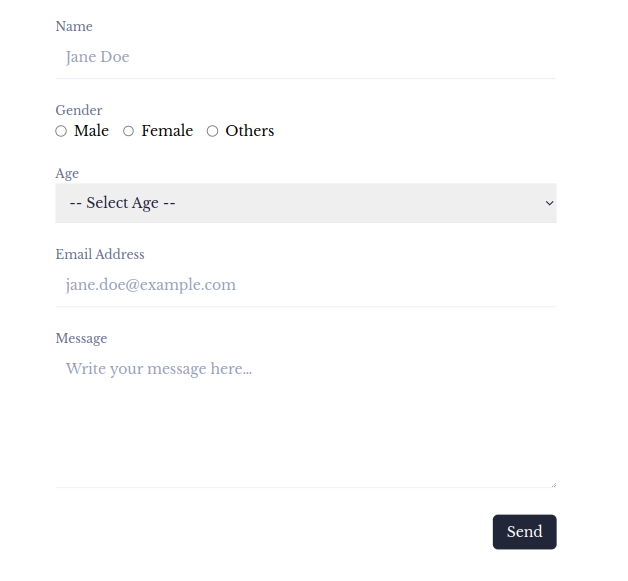 Name
Jane Doe
Gender
Male Female Others
Age
-- Select Age --
Email Address
jane.doe@example.com
Message
Write your message here...
Send